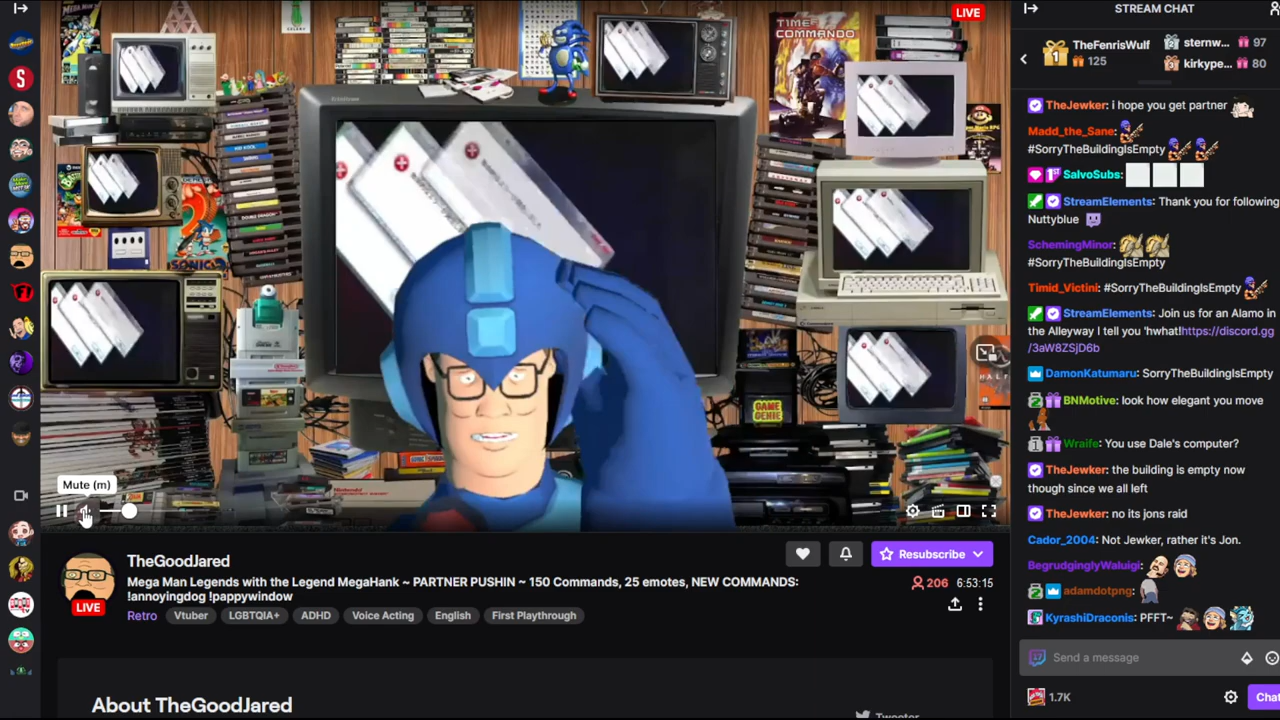 LIVE
TIME
COMMANDO
GAME
GENIE
Mute (m)
TheGoodJared
Mega Man Legends with the Legend MegaHank ~ PARTNER PUSHIN ~ 150 Commands, 25 emotes, NEW COMMANDS:
!annoyingdog !pappywindow
LIVE
Retro
Vtuber
LGBTQIA+
ADHD
Voice Acting
English
First Playthrough
Resubscribe
206
6:53:15
About TheGoodJared
STREAM CHAT
1
TheFenrisWulf
125
2
sternw...
97
3
kirkype...
80
TheJewker: i hope you get partner
Madd_the_Sane:
#SorryTheBuildingIsEmpty
1st SalvoSubs:
StreamElements: Thank you for following
Nuttyblue
SchemingMinor:
#SorryTheBuildingIsEmpty
Timid_Victini: #SorryTheBuildingIsEmpty
StreamElements: Join us for an Alamo in
the Alleyway I tell you 'hwhat!https://discord.gg
/3aW8ZSjD6b
DamonKatumaru: SorryTheBuildingIsEmpty
BNMotive: look how elegant you move
Wraife: You use Dale's computer?
TheJewker: the building is empty now
though since we all left
TheJewker: no its jons raid
Cador_2004: Not Jewker, rather it's Jon.
BegrudginglyWaluigi:
adamdotpng:
KyrashiDraconis: PFFT~
Send a message
1.7K
Chat